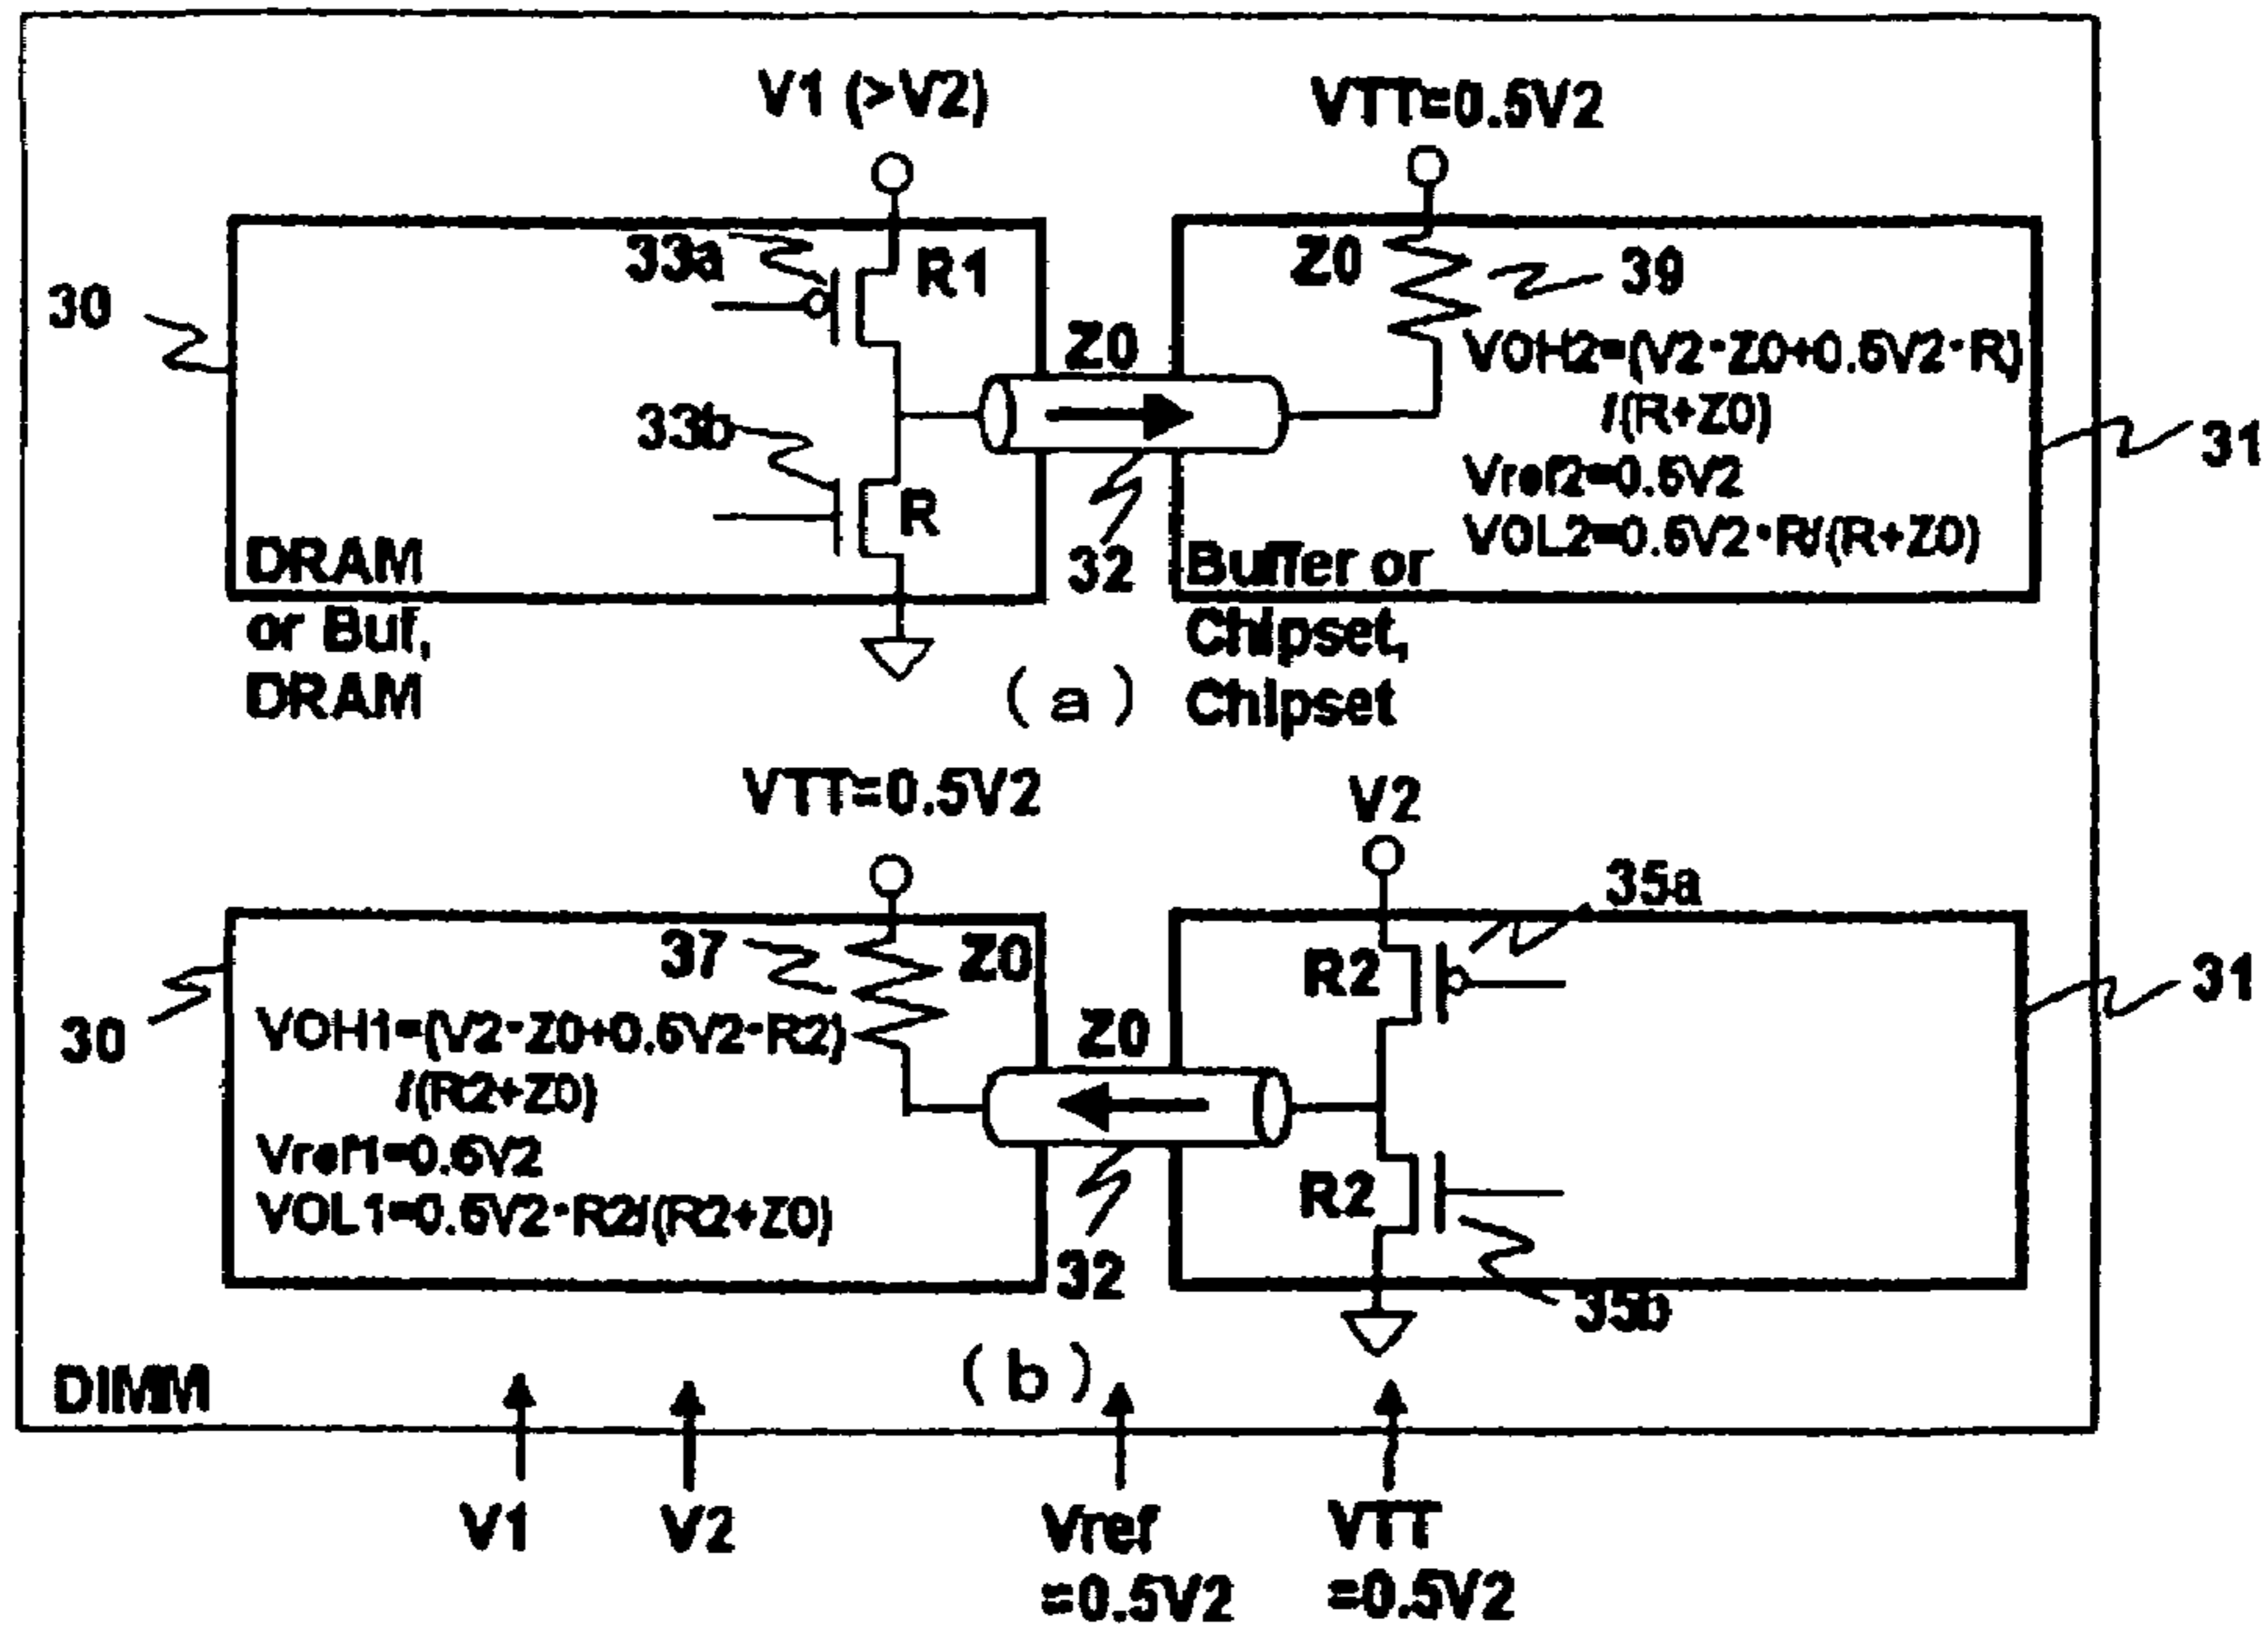 V1 (>V2)
VTT=0.5V2
33a
R1
Z0
39
30
Z0
VOH2=(V2·Z0+0.5V2·R)
/(R+Z0)
33b
31
Vref2=0.5V2
R
VOL2=0.5V2·R/(R+Z0)
DRAM
or Buf,
DRAM
32
Buffer or
Chipset,
Chipset
(a)
VTT=0.5V2
V2
35a
37
Z0
R2
31
30
VOH1=(V2·Z0+0.5V2·R2)
/(R2+Z0)
Z0
Vref1=0.5V2
VOL1=0.5V2·R2/(R2+Z0)
R2
32
35b
(b)
DIMM
V1
V2
Vref
=0.5V2
VTT
=0.5V2